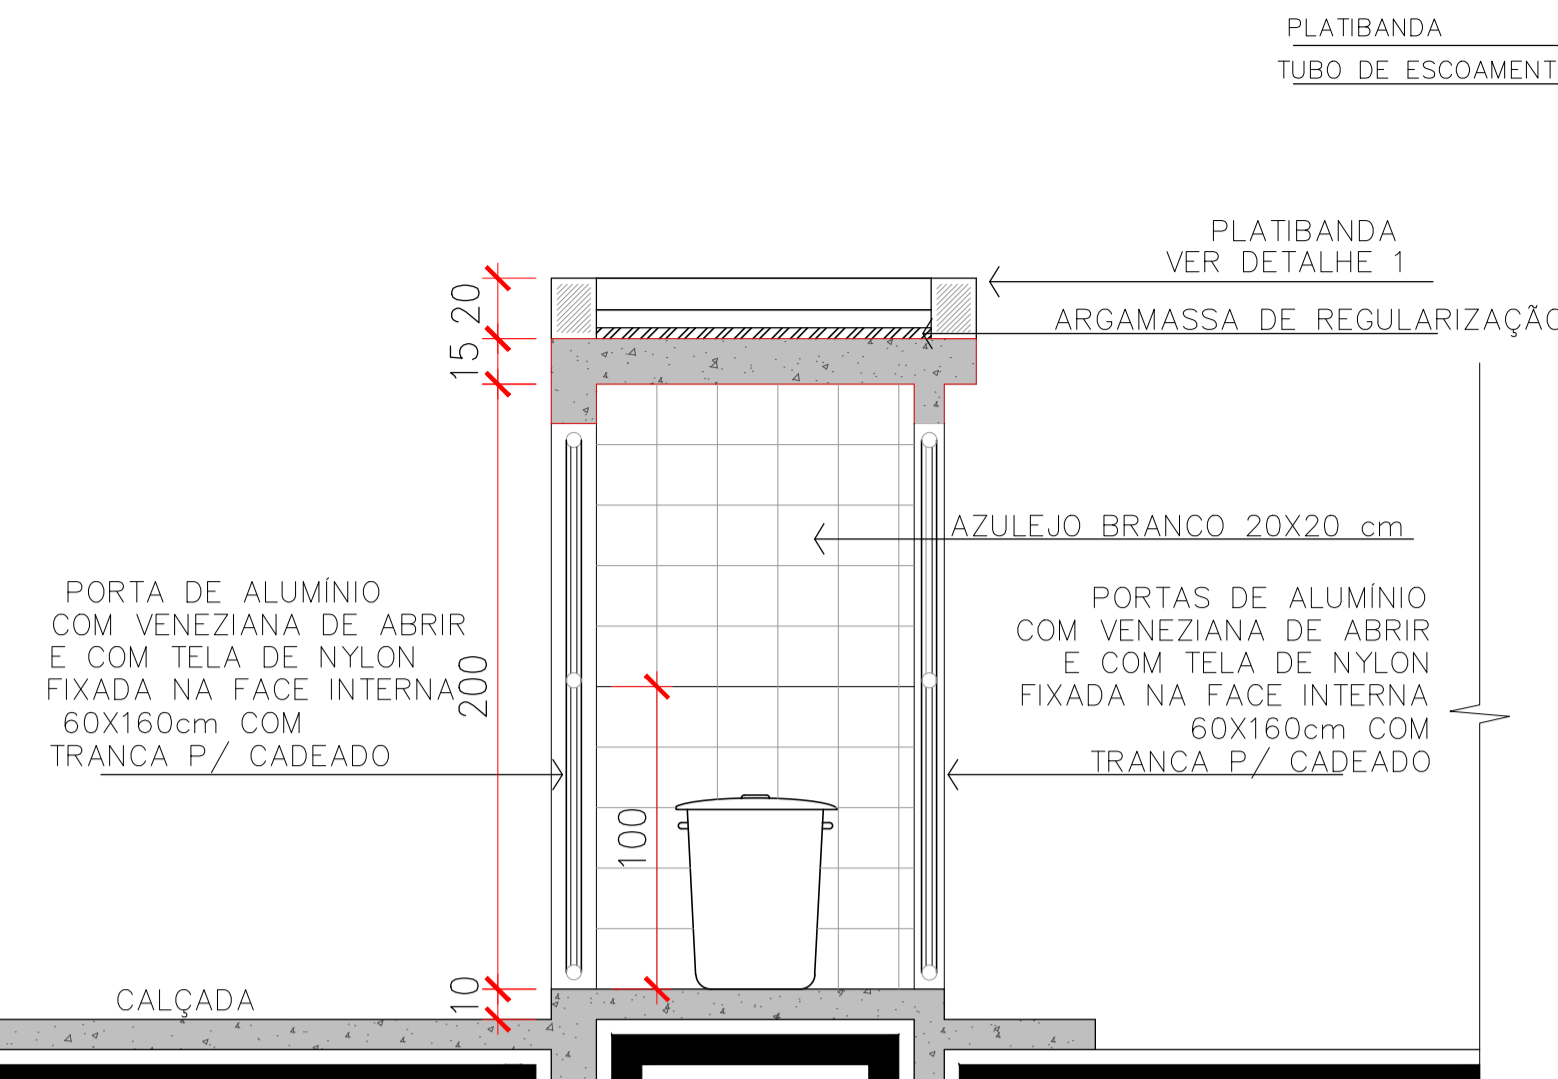 PLATIBANDA
TUBO DE ESCOAMENT
PLATIBANDA
VER DETALHE 1
ARGAMASSA DE REGULARIZAÇÃO
20
15
AZULEJO BRANCO 20X20 cm
PORTA DE ALUMÍNIO
COM VENEZIANA DE ABRIR
E COM TELA DE NYLON
FIXADA NA FACE INTERNA
60X160cm COM
TRANCA P/ CADEADO
200
PORTAS DE ALUMÍNIO
COM VENEZIANA DE ABRIR
E COM TELA DE NYLON
FIXADA NA FACE INTERNA
60X160cm COM
TRANCA P/ CADEADO
100
10
CALÇADA